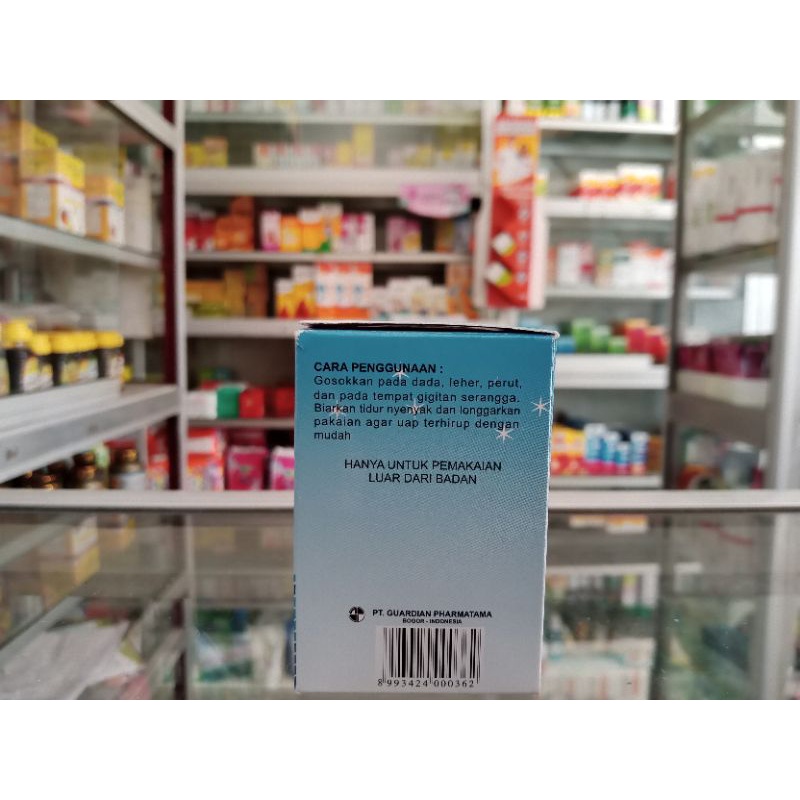 CARA PENGGUNAAN :
Gosokkan pada dada, leher, perut,
dan pada tempat gigitan serangga.
Biarkan tidur nyenyak dan longgarkan
pakaian agar uap terhirup dengan
mudah
HANYA UNTUK PEMAKAIAN
LUAR DARI BADAN
PT. GUARDIAN PHARMATAMA
BOGOR - INDONESIA
8 993424 000362